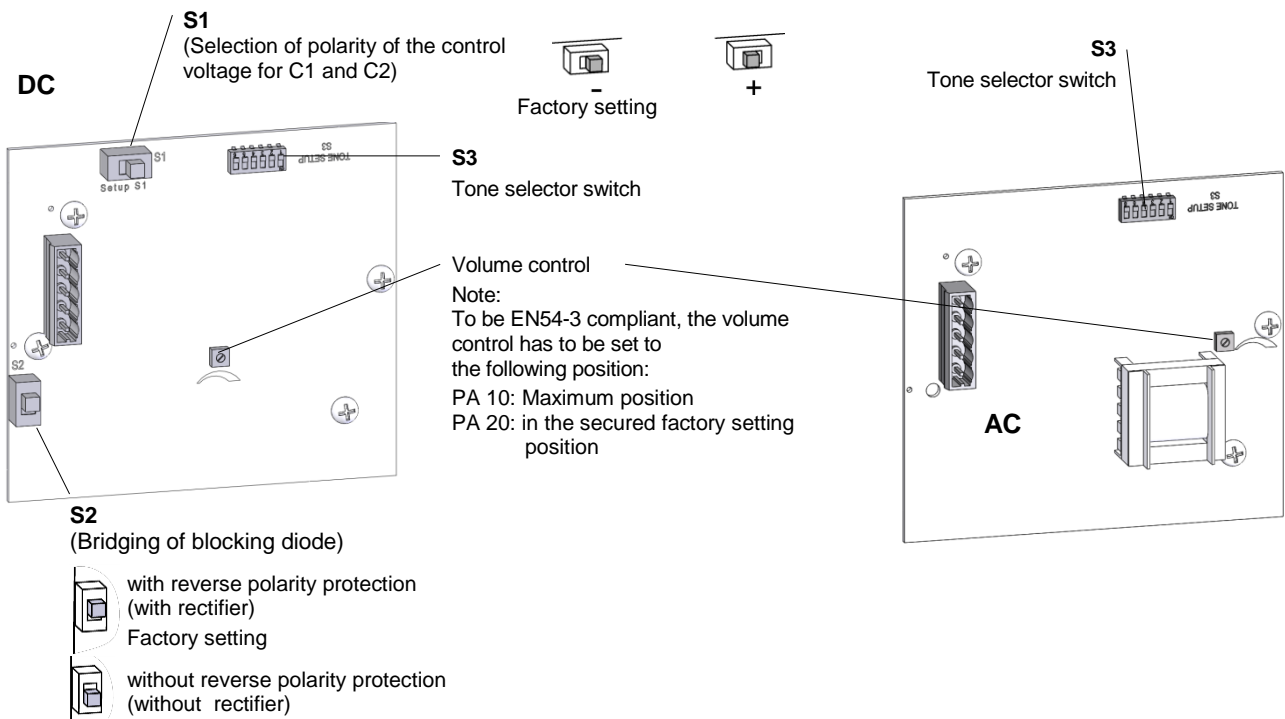 S1
(Selection of polarity of the control
voltage for C1 and C2)
DC
-
Factory setting
+
S3
Tone selector switch
S1
Setup S1
TONE SETUP
S3
S3
Tone selector switch
TONE SETUP
S3
Volume control
Note:
To be EN54-3 compliant, the volume
control has to be set to
the following position:
PA 10: Maximum position
PA 20: in the secured factory setting
position
AC
S2
S2
(Bridging of blocking diode)
with reverse polarity protection
(with rectifier)
Factory setting
without reverse polarity protection
(without rectifier)